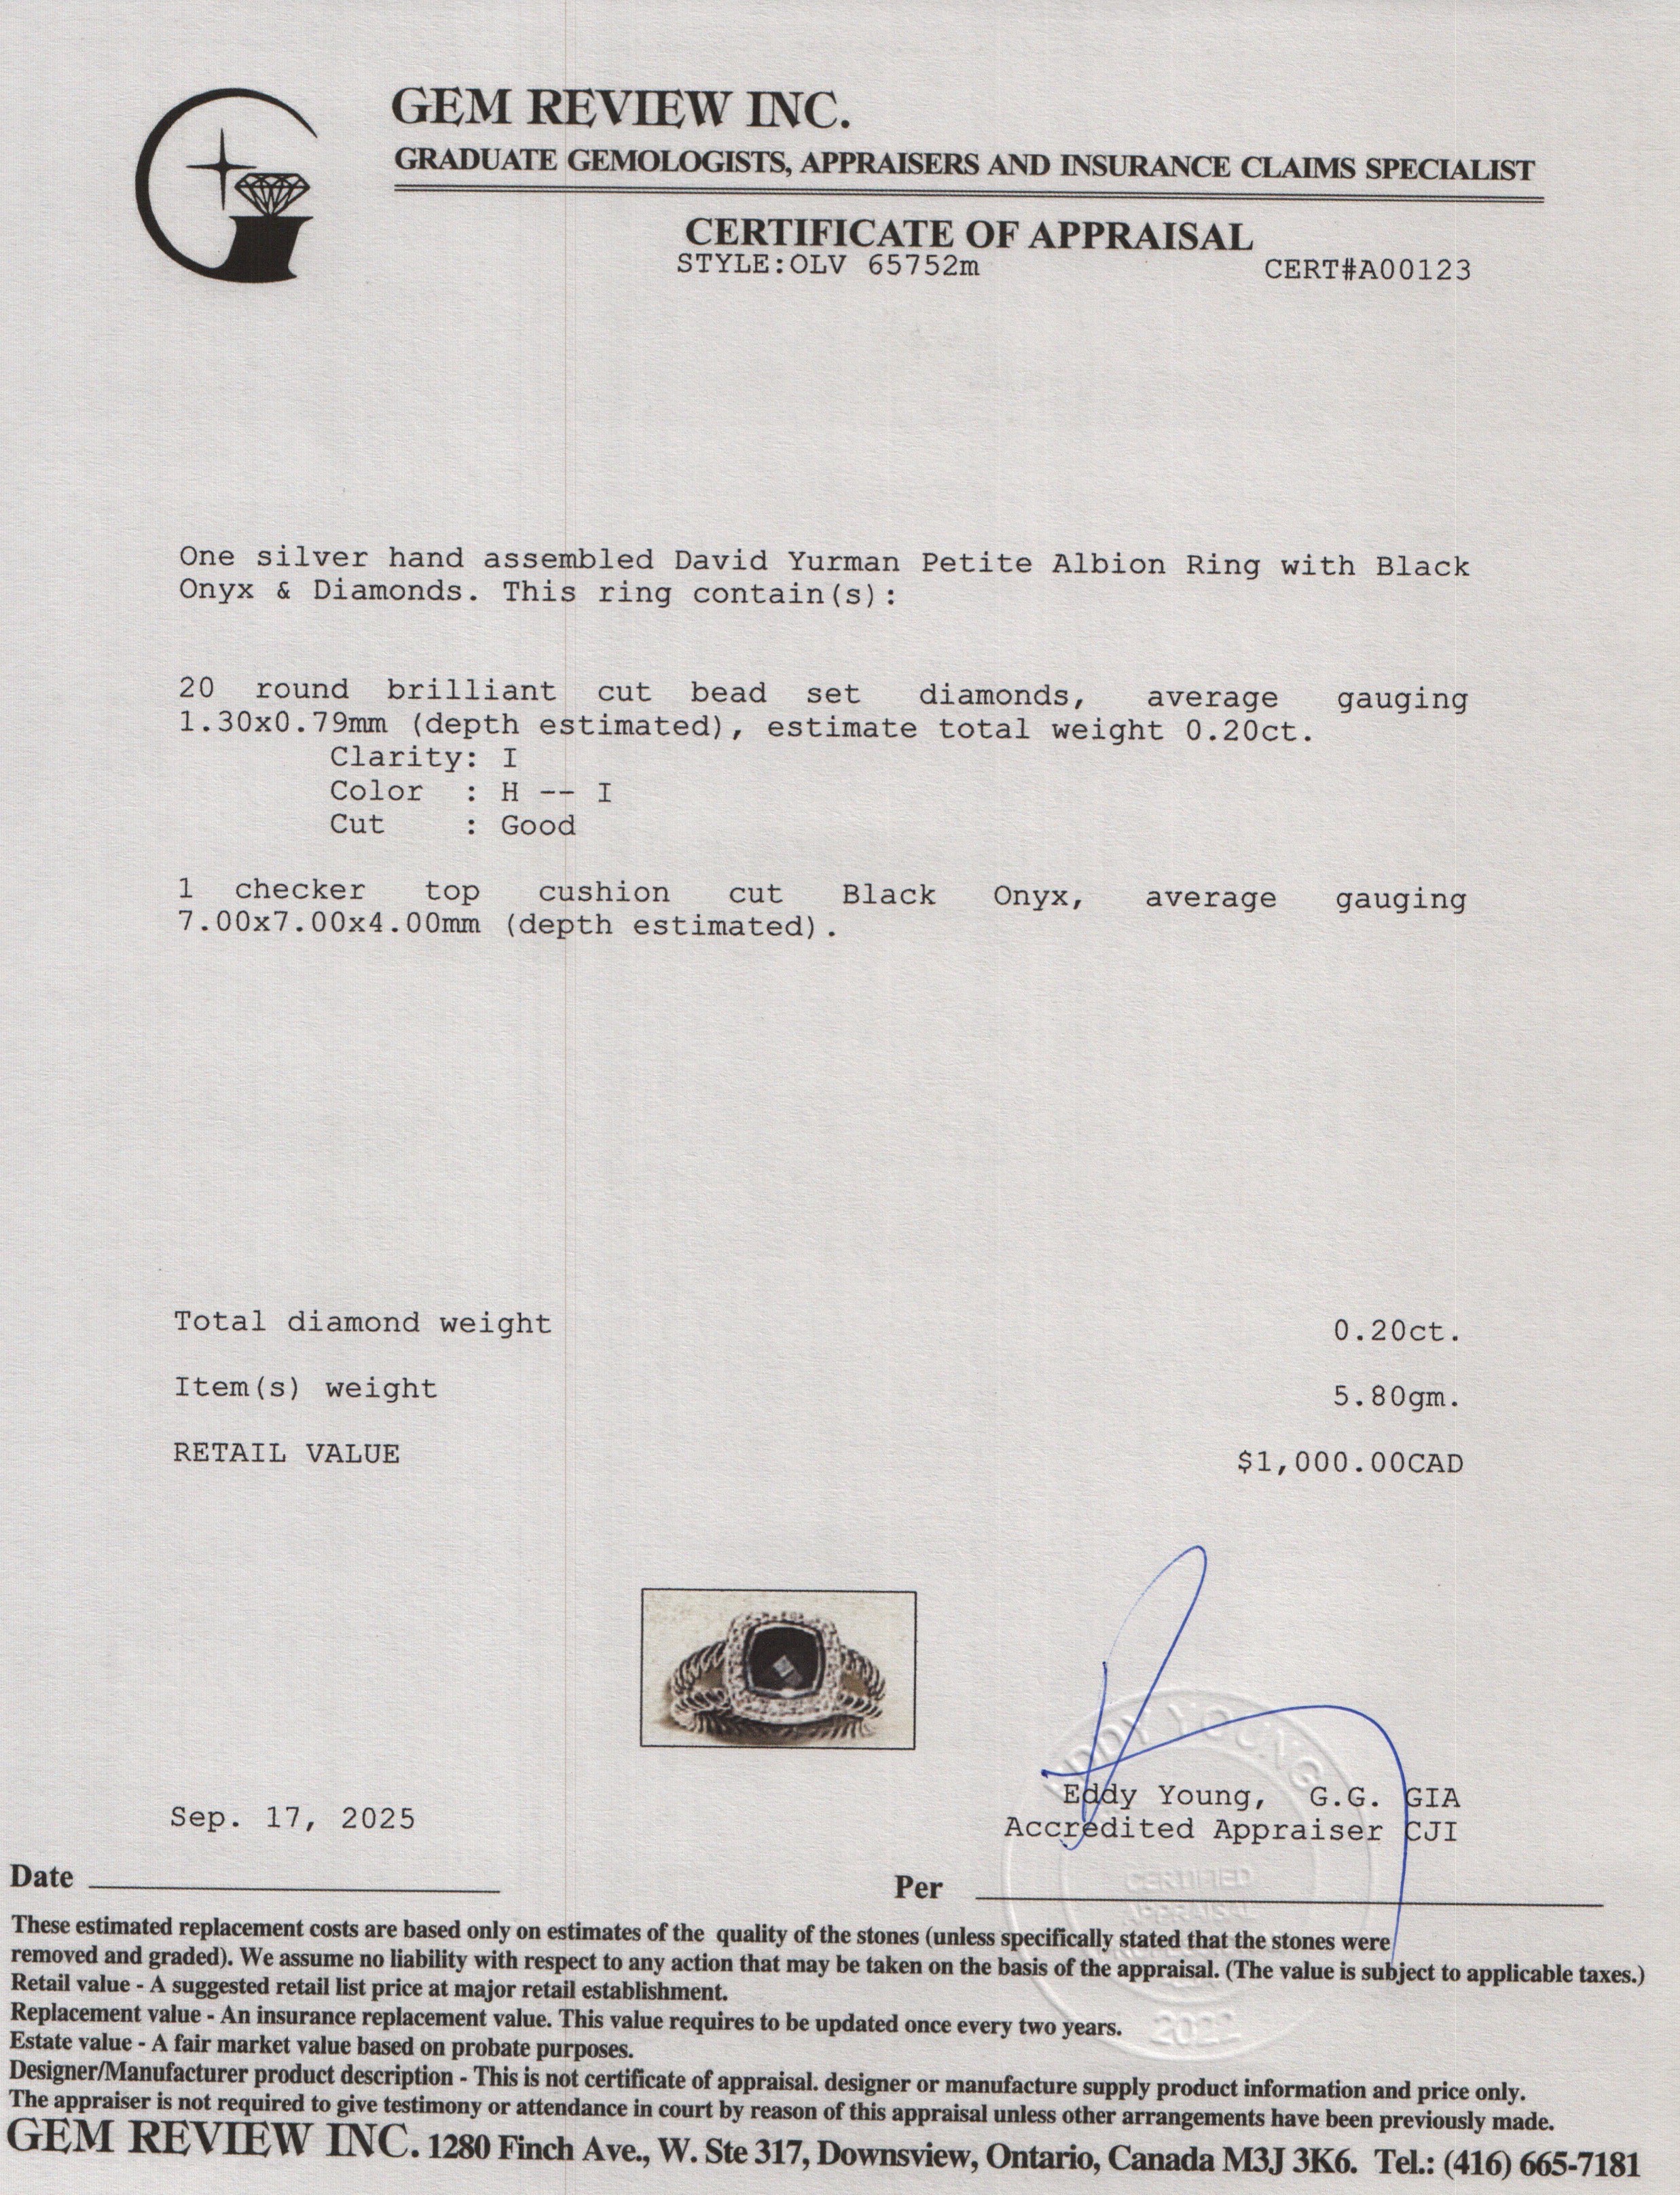 GEM REVIEW INC.
GRADUATE GEMOLOGISTS, APPRAISERS AND INSURANCE CLAIMS SPECIALIST
CERTIFICATE OF APPRAISAL
STYLE:OLV 65752m CERT#A00123
One silver hand assembled David Yurman Petite Albion Ring with Black
Onyx & Diamonds. This ring contain(s):
20 round brilliant cut bead set diamonds, average gauging
1.30x0.79mm (depth estimated), estimate total weight 0.20ct.
Clarity: I
Color : H -- I
Cut : Good
1 checker top cushion cut Black Onyx, average gauging
7.00x7.00x4.00mm (depth estimated).
Total diamond weight 0.20ct.
Item(s) weight 5.80gm.
RETAIL VALUE $1,000.00CAD
EDDY YOUNG
Eddy Young, G.G. GIA
Sep. 17, 2025 Accredited Appraiser CJI
Date Per
CERTIFIED
APPRAISAL
2022
These estimated replacement costs are based only on estimates of the quality of the stones (unless specifically stated that the stones were
removed and graded). We assume no liability with respect to any action that may be taken on the basis of the appraisal. (The value is subject to applicable taxes.)
Retail value - A suggested retail list price at major retail establishment.
Replacement value - An insurance replacement value. This value requires to be updated once every two years.
Estate value - A fair market value based on probate purposes.
Designer/Manufacturer product description - This is not certificate of appraisal. designer or manufacture supply product information and price only.
The appraiser is not required to give testimony or attendance in court by reason of this appraisal unless other arrangements have been previously made.
GEM REVIEW INC. 1280 Finch Ave., W. Ste 317, Downsview, Ontario, Canada M3J 3K6. Tel.: (416) 665-7181